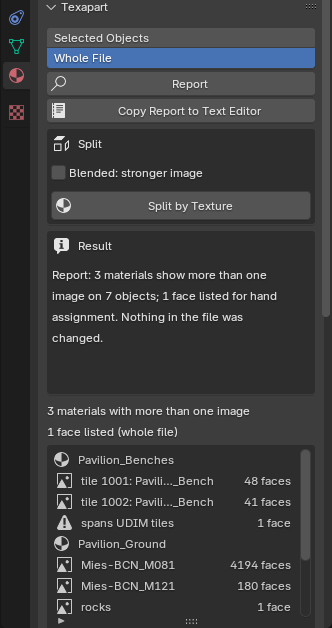 Texapart
Selected Objects
Whole File
Report
Copy Report to Text Editor
Split
Blended: stronger image
Split by Texture
Result
Report: 3 materials show more than one
image on 7 objects; 1 face listed for hand
assignment. Nothing in the file was
changed.
3 materials with more than one image
1 face listed (whole file)
Pavilion_Benches
tile 1001: Pavili..._Bench 48 faces
tile 1002: Pavili..._Bench 41 faces
spans UDIM tiles 1 face
Pavilion_Ground
Mies-BCN_M081 4194 faces
Mies-BCN_M121 180 faces
rocks 1 face